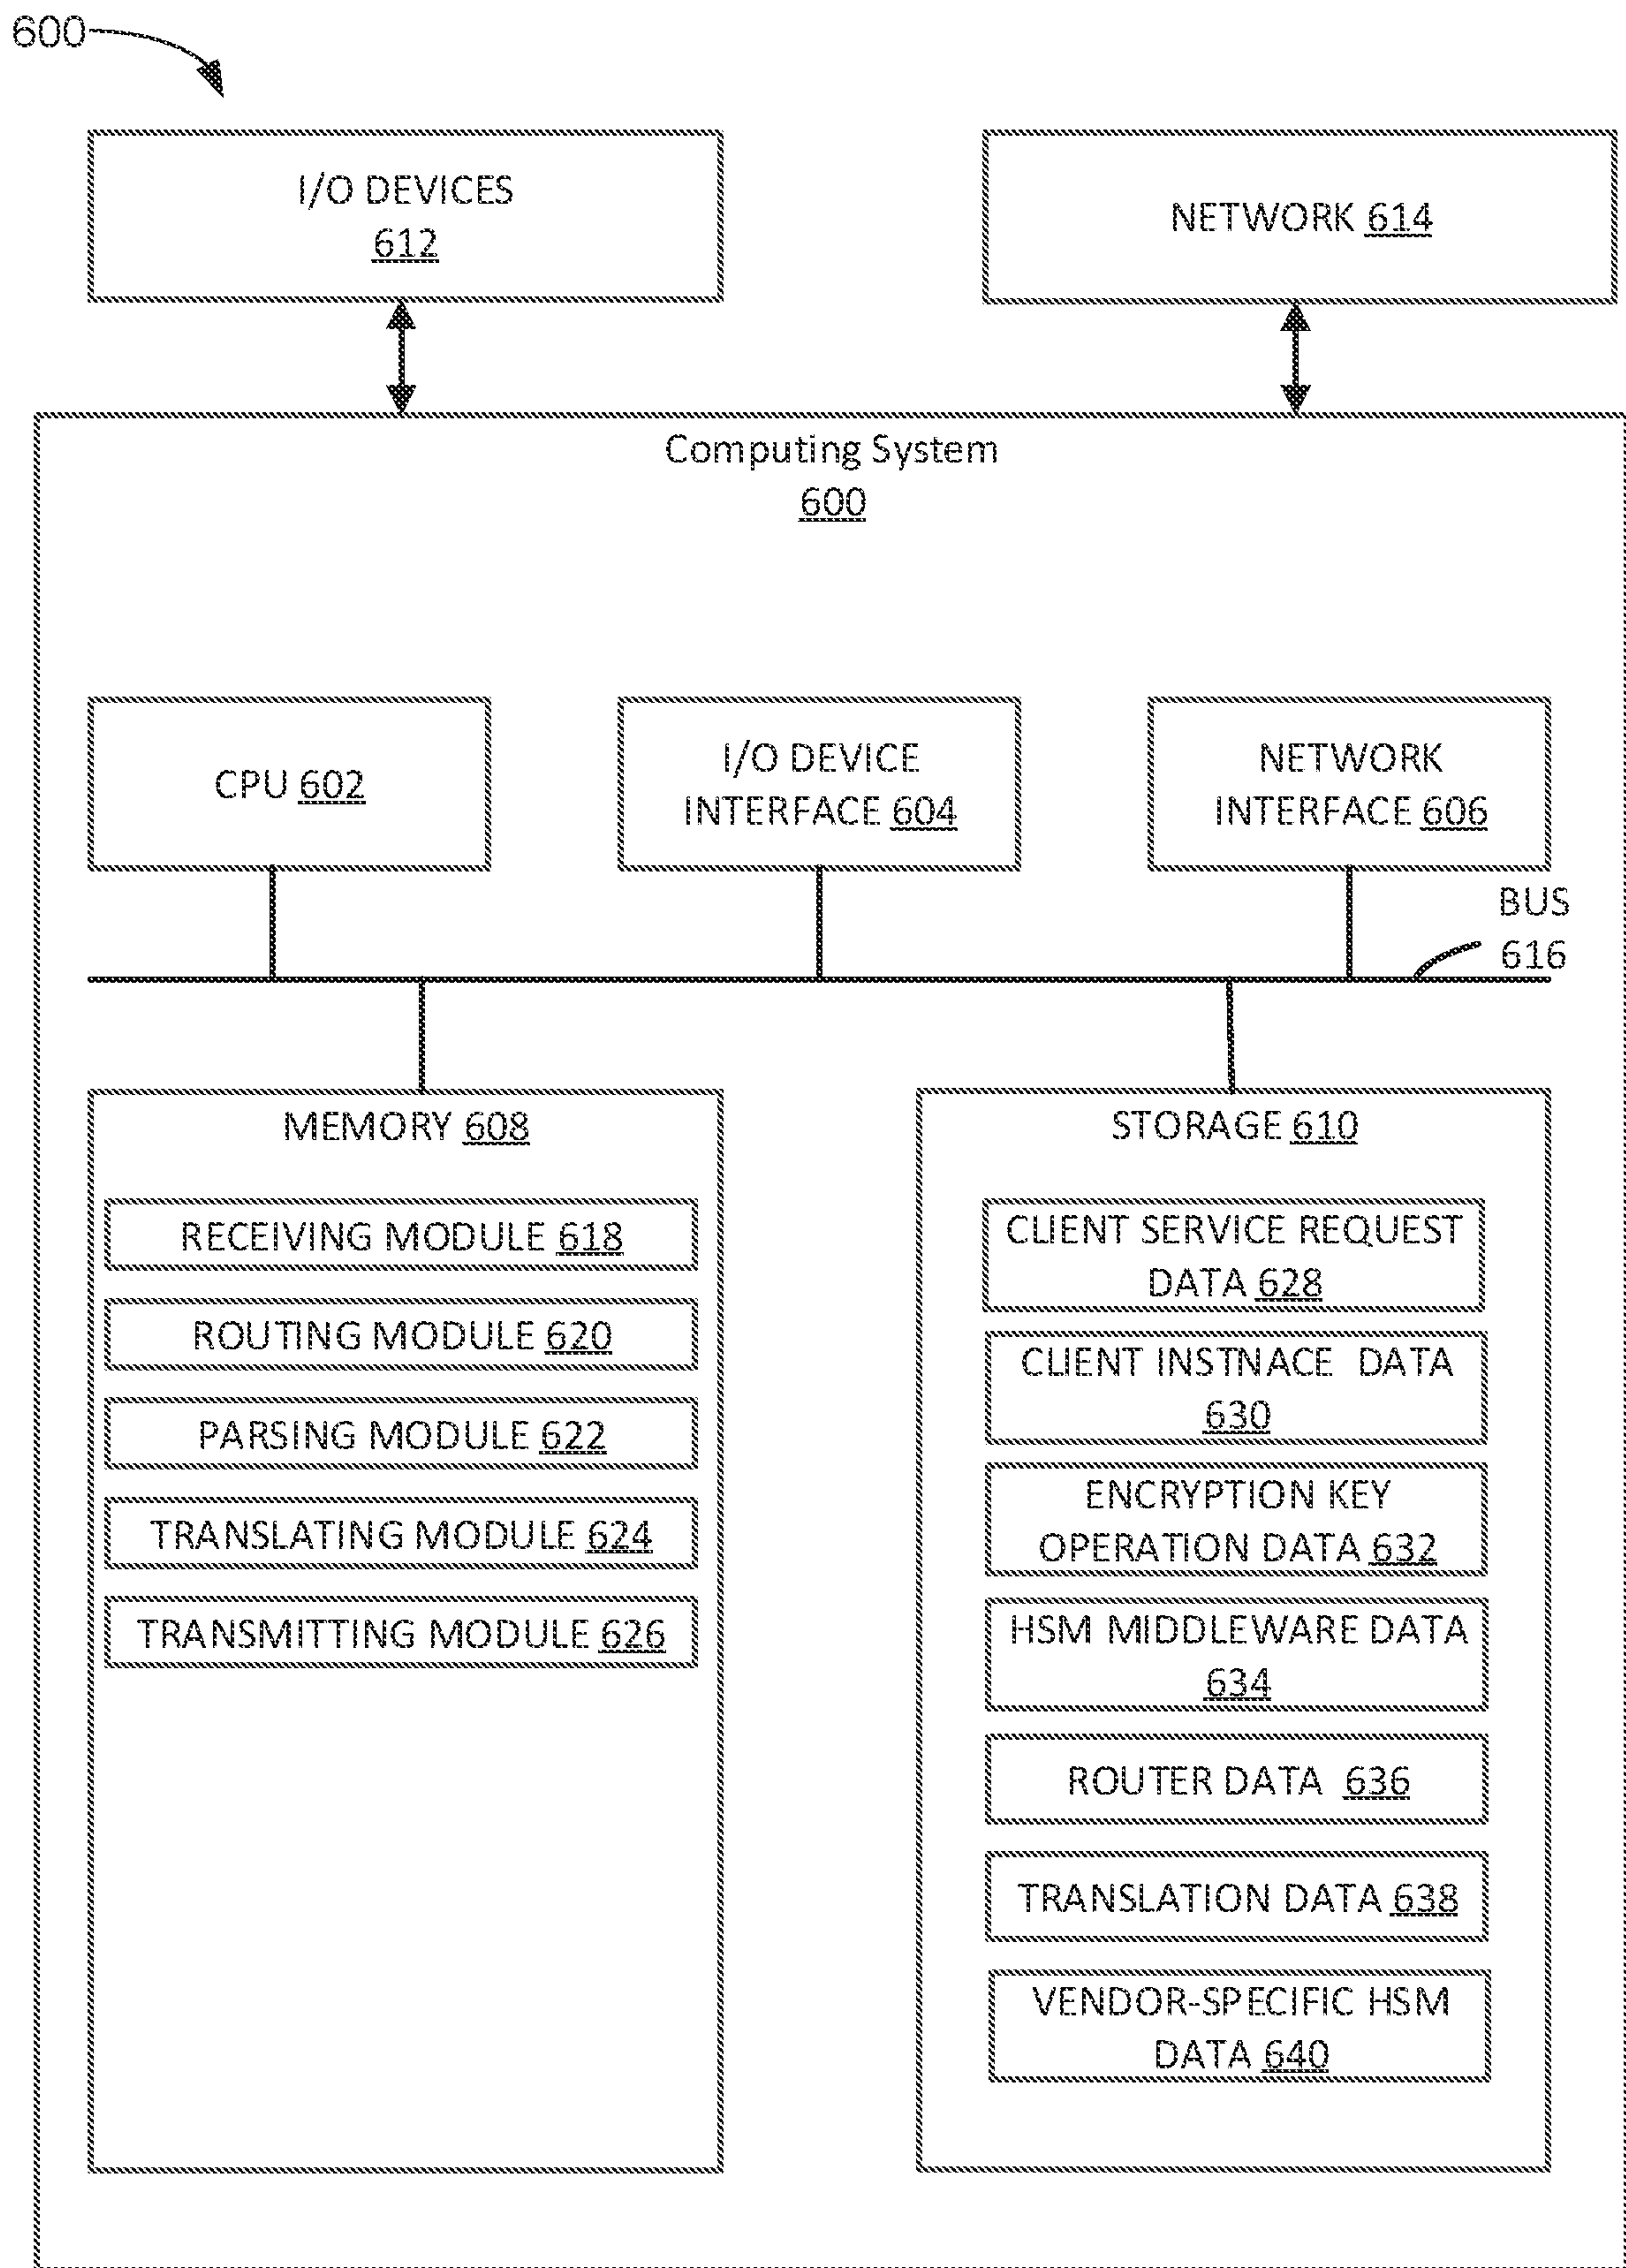 600
I/O DEVICES
612
NETWORK 614
Computing System
600
CPU 602
I/O DEVICE
INTERFACE 604
NETWORK
INTERFACE 606
BUS
616
MEMORY 608
RECEIVING MODULE 618
ROUTING MODULE 620
PARSING MODULE 622
TRANSLATING MODULE 624
TRANSMITTING MODULE 626
STORAGE 610
CLIENT SERVICE REQUEST
DATA 628
CLIENT INSTNACE DATA
630
ENCRYPTION KEY
OPERATION DATA 632
HSM MIDDLEWARE DATA
634
ROUTER DATA 636
TRANSLATION DATA 638
VENDOR-SPECIFIC HSM
DATA 640